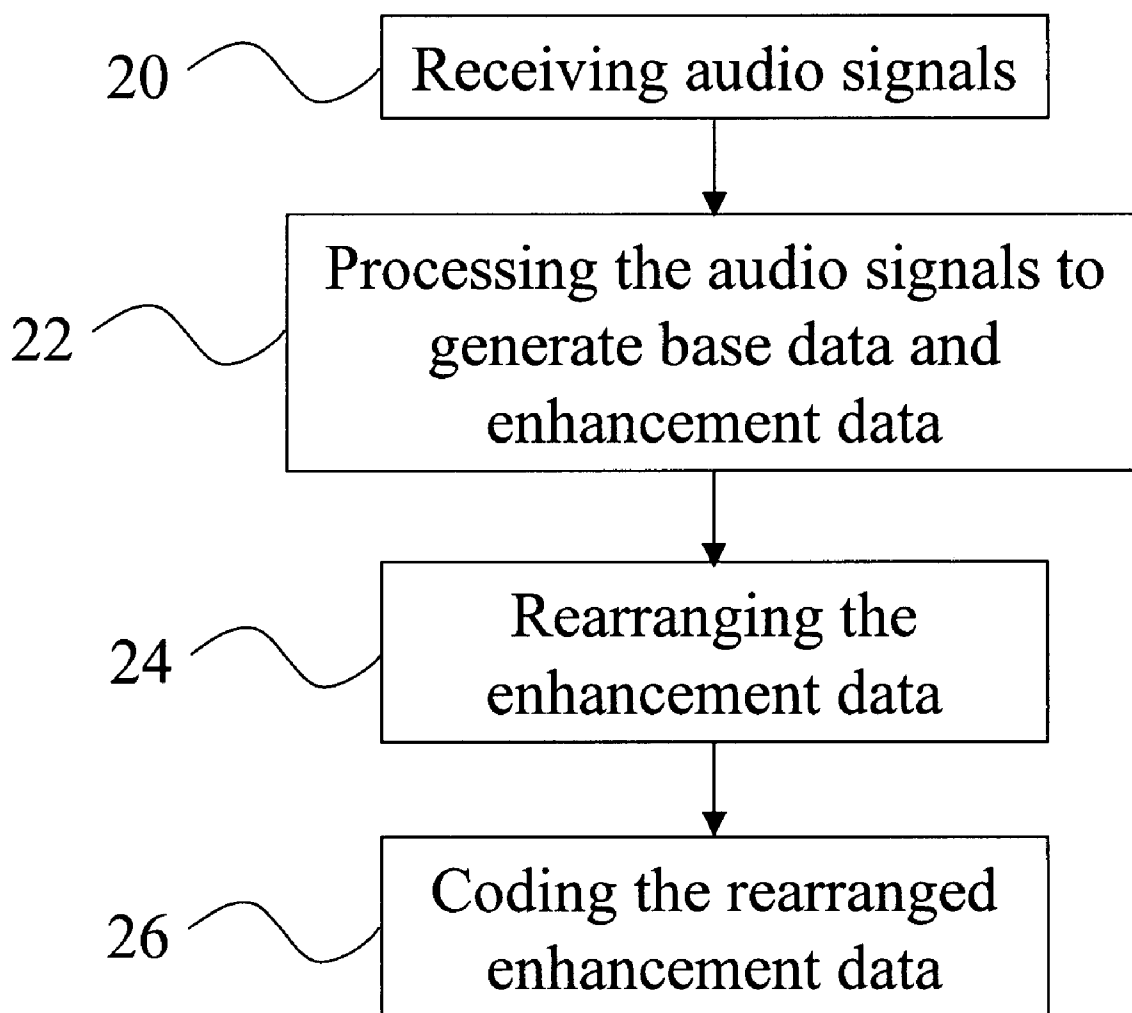 20
Receiving audio signals
22
Processing the audio signals to
generate base data and
enhancement data
24
Rearranging the
enhancement data
26
Coding the rearranged
enhancement data